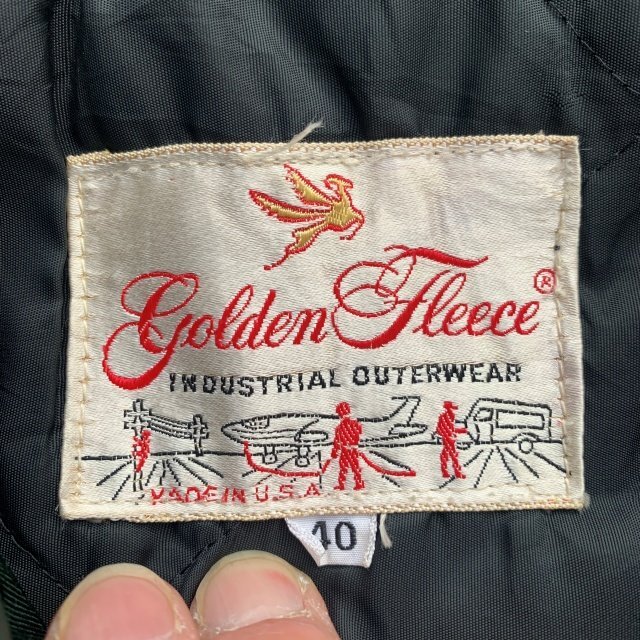 Golden Fleece ®
INDUSTRIAL OUTERWEAR
MADE IN U.S.A.
40